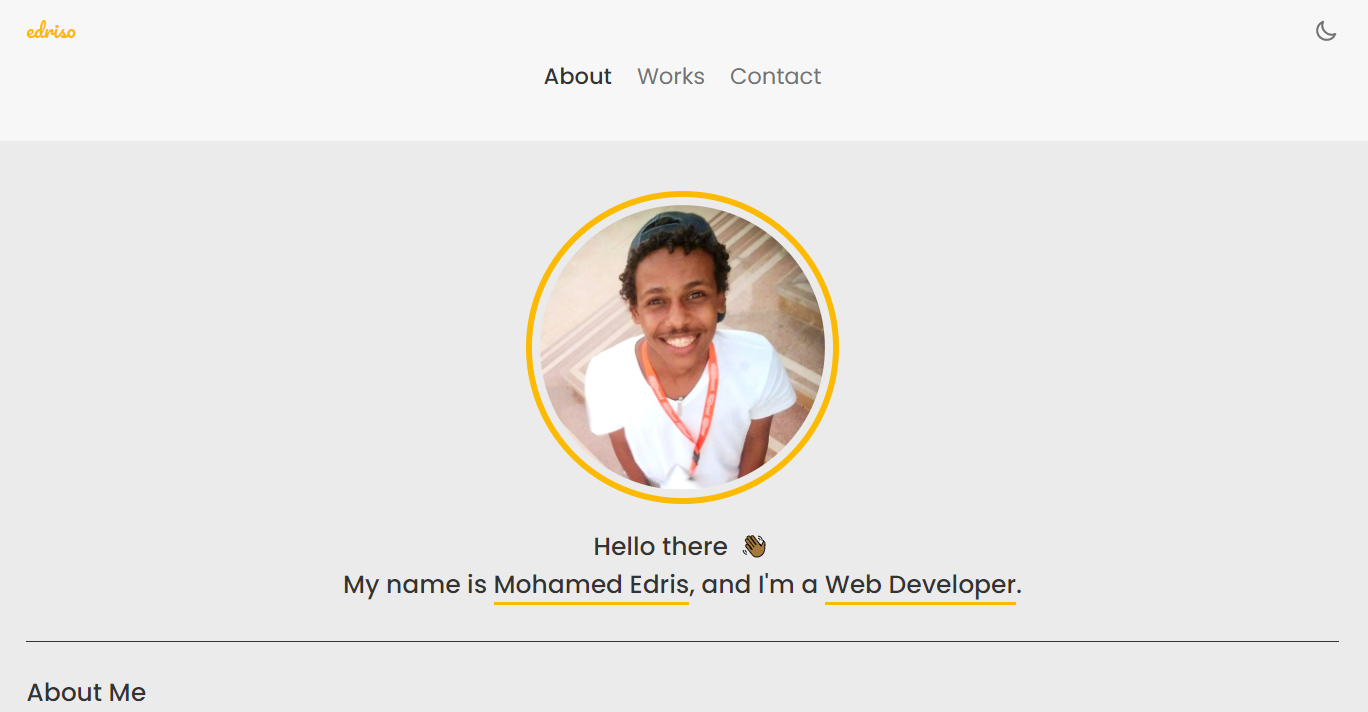 edriso
About Works Contact
Hello there 👋🏾
My name is Mohamed Edris, and I'm a Web Developer.
About Me